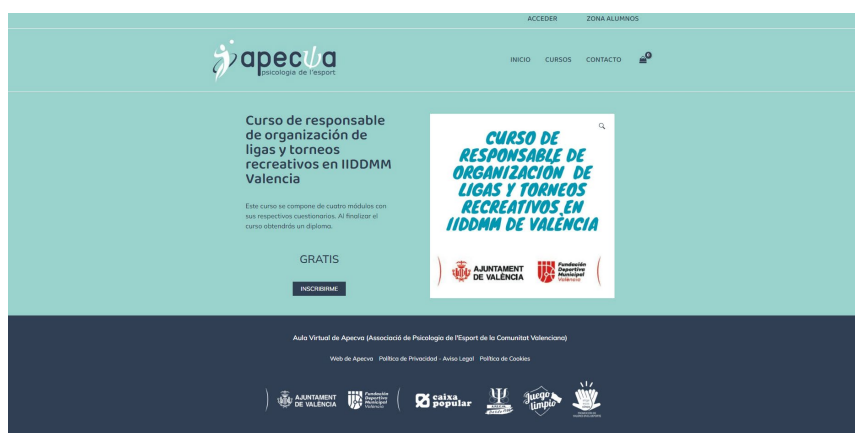 ACCEDER ZONA ALUMNOS
apecva
psicologia de l'esport
INICIO CURSOS CONTACTO 0
Curso de responsable
de organización de
ligas y torneos
recreativos en IIDDMM
Valencia
Este curso se compone de cuatro módulos con
sus respectivos cuestionarios. Al finalizar el
curso obtendrás un diploma.
GRATIS
INSCRIBIRME
CURSO DE
RESPONSABLE DE
ORGANIZACIÓN DE
LIGAS Y TORNEOS
RECREATIVOS EN
IIDDMM DE VALÈNCIA
AJUNTAMENT
DE VALÈNCIA
Fundación
Deportiva
Municipal
València
Aula Virtual de Apecva (Associació de Psicologia de l'Esport de la Comunitat Valenciana)
Web de Apecva Política de Privacidad - Aviso Legal Política de Cookies
AJUNTAMENT
DE VALÈNCIA
Fundación
Deportiva
Municipal
València
caixa
popular
Juego
limpio